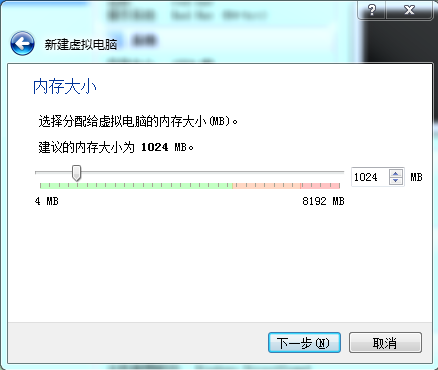 新建虚拟电脑
内存大小
选择分配给虚拟电脑的内存大小(MB)。
建议的内存大小为 1024 MB。
1024 MB
4 MB 8192 MB
下一步(N) 取消